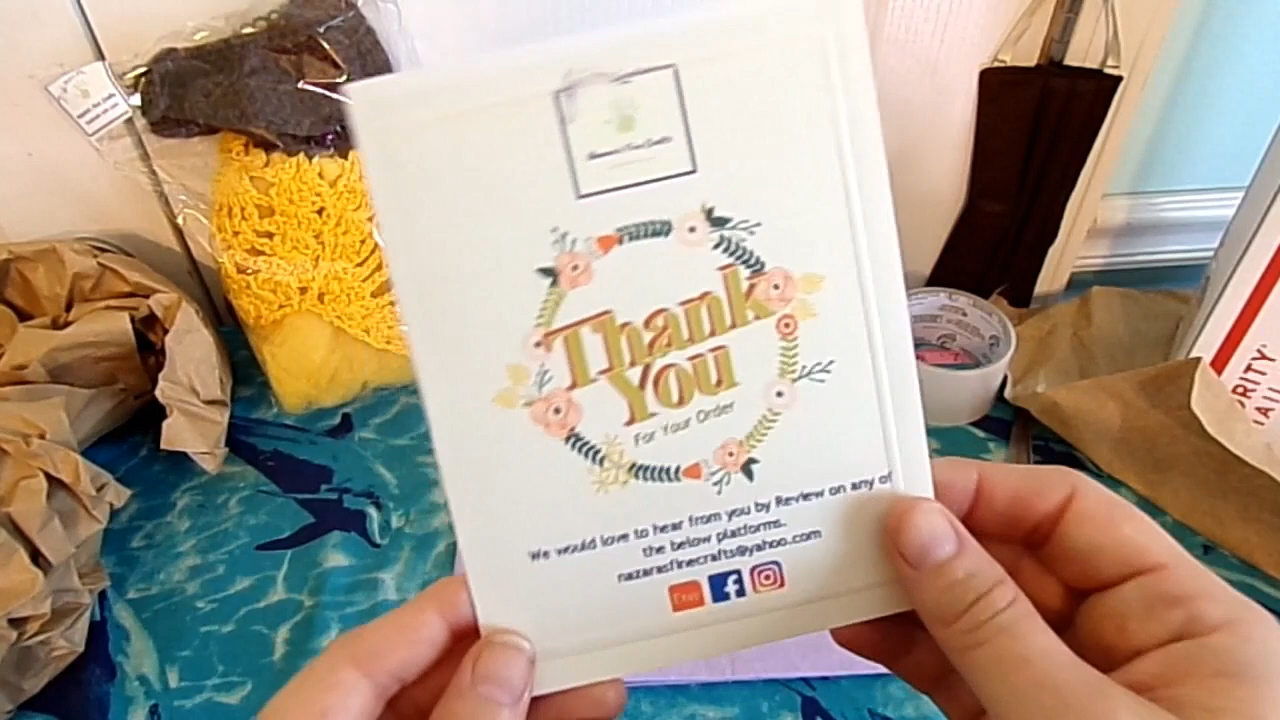 Thank
You
For Your Order
We would love to hear from you by Review on any of
the below platforms.
nazarasfinecrafts@yahoo.com
Etsy